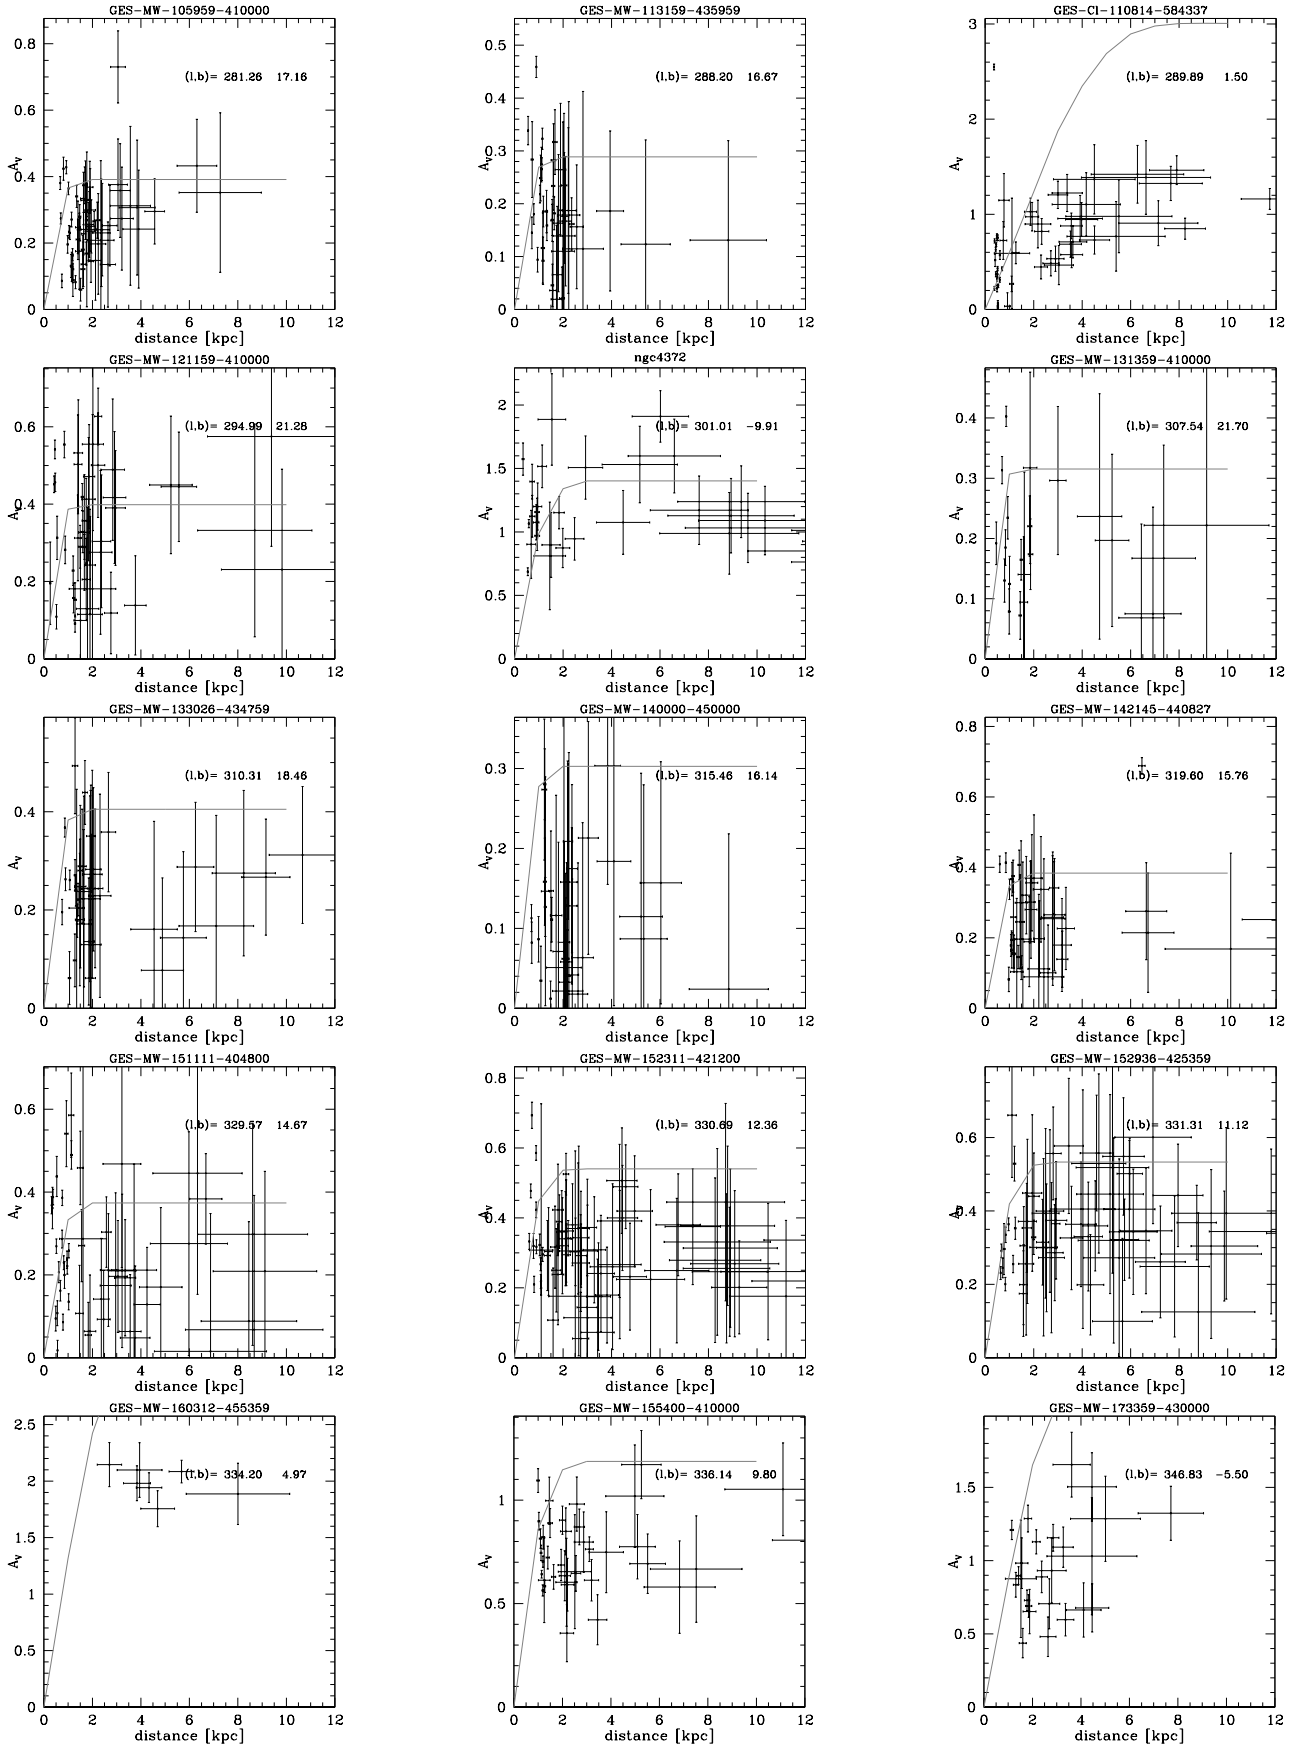 GES-MW-105959-410000
GES-MW-113159-435959
GES-Cl-110814-584337
(l,b)= 281.26 17.16
(l,b)= 288.20 16.67
(l,b)= 289.89 1.50
Av
0 0.2 0.4 0.6 0.8
Av
0 0.1 0.2 0.3 0.4 0.5
Av
0 1 2 3
0 2 4 6 8 10 12
0 2 4 6 8 10 12
0 2 4 6 8 10 12
distance [kpc]
distance [kpc]
distance [kpc]
GES-MW-121159-410000
ngc4372
GES-MW-131359-410000
(l,b)= 294.99 21.28
(l,b)= 301.01 -9.91
(l,b)= 307.54 21.70
Av
0 0.2 0.4 0.6
Av
0 0.5 1 1.5 2
Av
0 0.1 0.2 0.3 0.4
0 2 4 6 8 10 12
0 2 4 6 8 10 12
0 2 4 6 8 10 12
distance [kpc]
distance [kpc]
distance [kpc]
GES-MW-133026-434759
GES-MW-140000-450000
GES-MW-142145-440827
(l,b)= 310.31 18.46
(l,b)= 315.46 16.14
(l,b)= 319.60 15.76
Av
0 0.2 0.4
Av
0 0.1 0.2 0.3
Av
0 0.2 0.4 0.6 0.8
0 2 4 6 8 10 12
0 2 4 6 8 10 12
0 2 4 6 8 10 12
distance [kpc]
distance [kpc]
distance [kpc]
GES-MW-151111-404800
GES-MW-152311-421200
GES-MW-152936-425359
(l,b)= 329.57 14.67
(l,b)= 330.69 12.36
(l,b)= 331.31 11.12
Av
0 0.2 0.4 0.6
Av
0 0.2 0.4 0.6 0.8
Av
0 0.2 0.4 0.6
0 2 4 6 8 10 12
0 2 4 6 8 10 12
0 2 4 6 8 10 12
distance [kpc]
distance [kpc]
distance [kpc]
GES-MW-160312-455359
GES-MW-155400-410000
GES-MW-173359-430000
(l,b)= 334.20 4.97
(l,b)= 336.14 9.80
(l,b)= 346.83 -5.50
Av
0 0.5 1 1.5 2 2.5
Av
0 0.5 1
Av
0 0.5 1 1.5
0 2 4 6 8 10 12
0 2 4 6 8 10 12
0 2 4 6 8 10 12
distance [kpc]
distance [kpc]
distance [kpc]